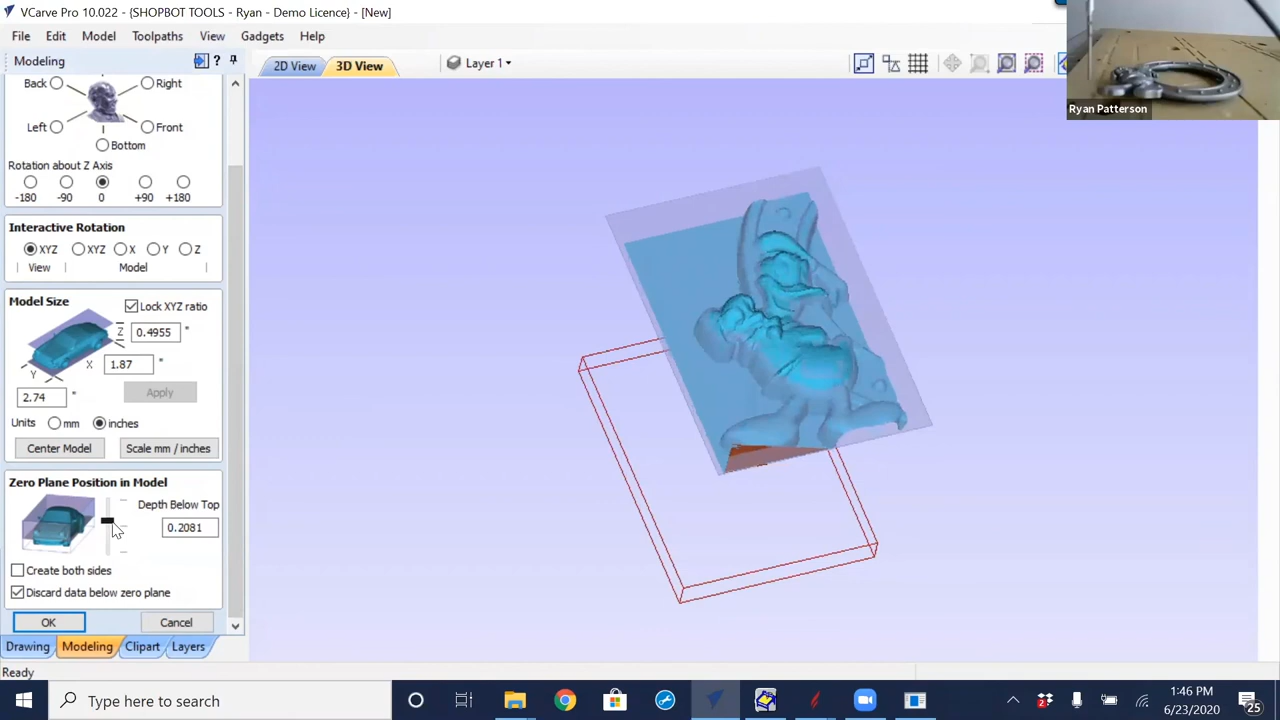 VCarve Pro 10.022 - {SHOPBOT TOOLS - Ryan - Demo Licence} - [New]
File Edit Model Toolpaths View Gadgets Help
Modeling
2D View 3D View Layer 1
Ryan Patterson
Back Right
Left Front
Bottom
Rotation about Z Axis
-180 -90 0 +90 +180
Interactive Rotation
XYZ XYZ X Y Z
View Model
Model Size
Lock XYZ ratio
Z 0.4955 "
X 1.87 "
Y
2.74 "
Apply
Units mm inches
Center Model Scale mm / inches
Zero Plane Position in Model
Depth Below Top
0.2081
Create both sides
Discard data below zero plane
OK Cancel
Drawing Modeling Clipart Layers
Ready
Type here to search
1:46 PM
6/23/2020
2
25